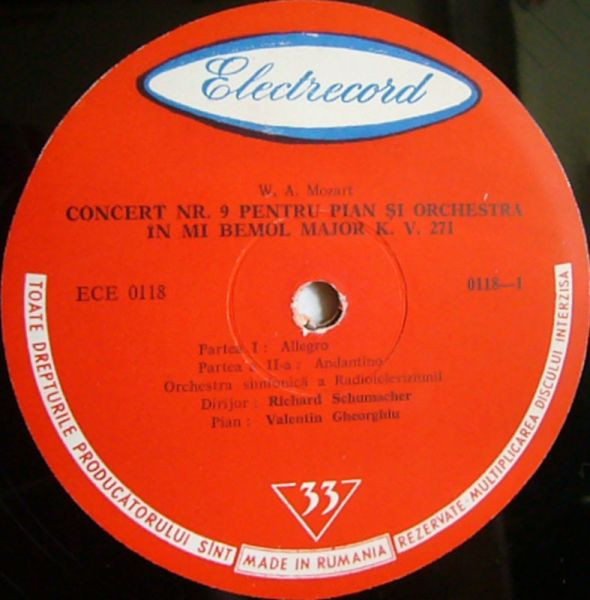 Electrecord
W. A. Mozart
CONCERT NR. 9 PENTRU PIAN ȘI ORCHESTRA
IN MI BEMOL MAJOR K. V. 271
ECE 0118
0118—1
Partea I : Allegro
Partea a II-a : Andantino
Orchestra simfonică a Radioteleviziunii
Dirijor : Richard Schumacher
Pian : Valentin Gheorghiu
33
TOATE DREPTURILE PRODUCĂTORULUI SÎNT
MADE IN RUMANIA
REZERVATE-MULTIPLICAREA DISCULUI INTERZISA